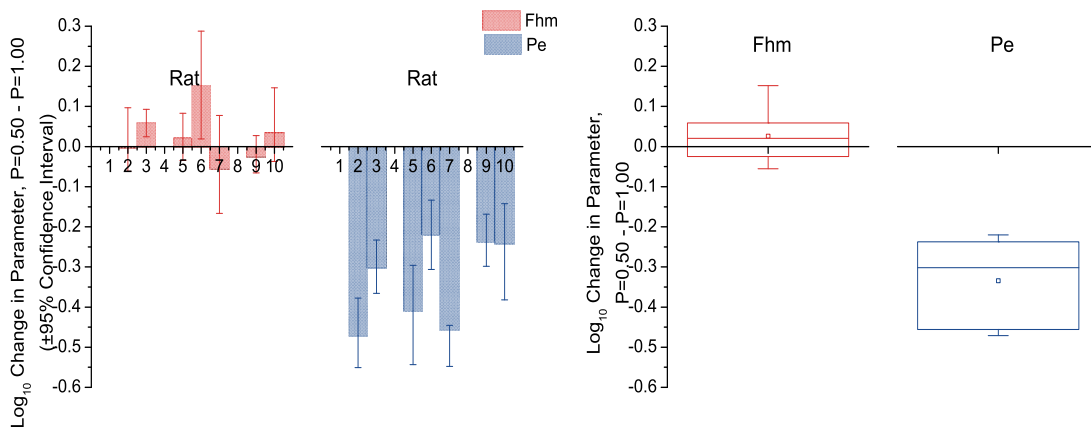 Log10 Change in Parameter, P=0.50 - P=1.00
(±95% Confidence Interval)
0.3
0.2
0.1
0.0
-0.1
-0.2
-0.3
-0.4
-0.5
-0.6
Rat
1 2 3 4 5 6 7 8 9 10
Fhm
Pe
Rat
1 2 3 4 5 6 7 8 9 10
Log10 Change in Parameter,
P=0.50 - P=1.00
0.3
0.2
0.1
0.0
-0.1
-0.2
-0.3
-0.4
-0.5
-0.6
Fhm
Pe